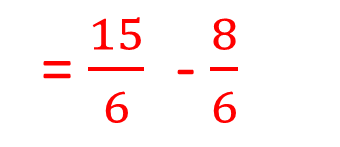 = 15/6 - 8/6